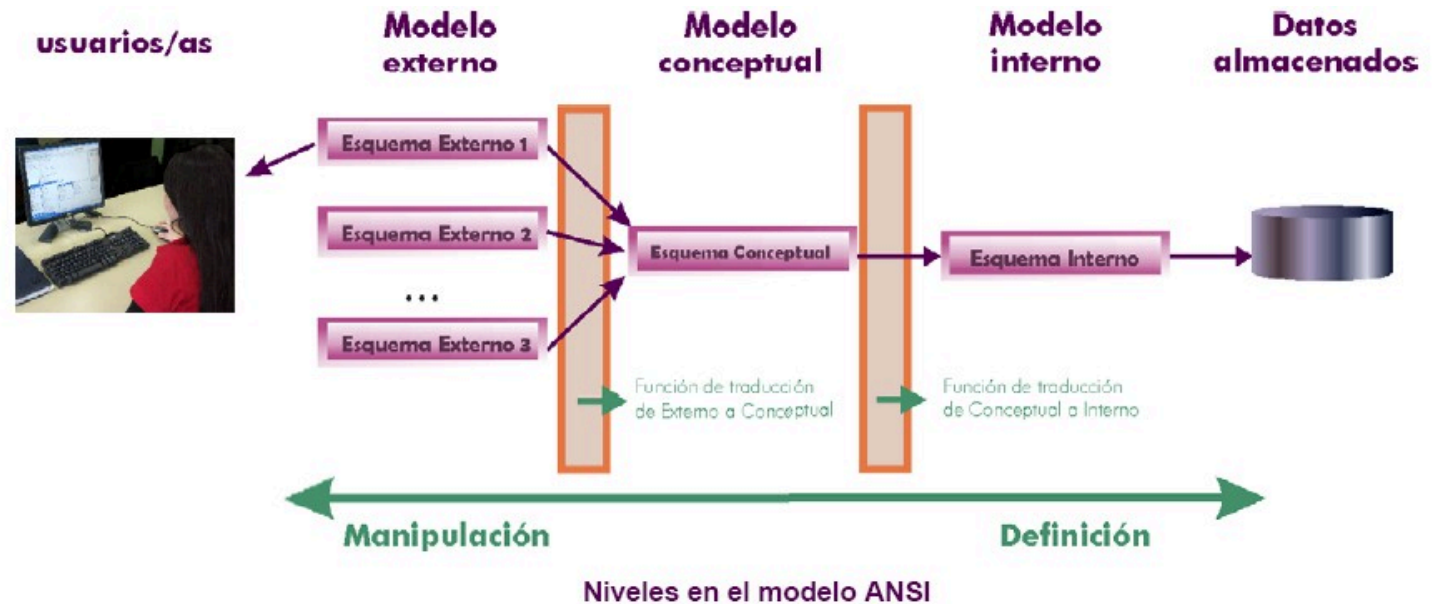 usuarios/as
Modelo
externo
Modelo
conceptual
Modelo
interno
Datos
almacenados
Esquema Externo 1
Esquema Externo 2
...
Esquema Externo 3
Esquema Conceptual
Esquema Interno
Función de traducción
de Externo a Conceptual
Función de traducción
de Conceptual a Interno
Manipulación
Definición
Niveles en el modelo ANSI